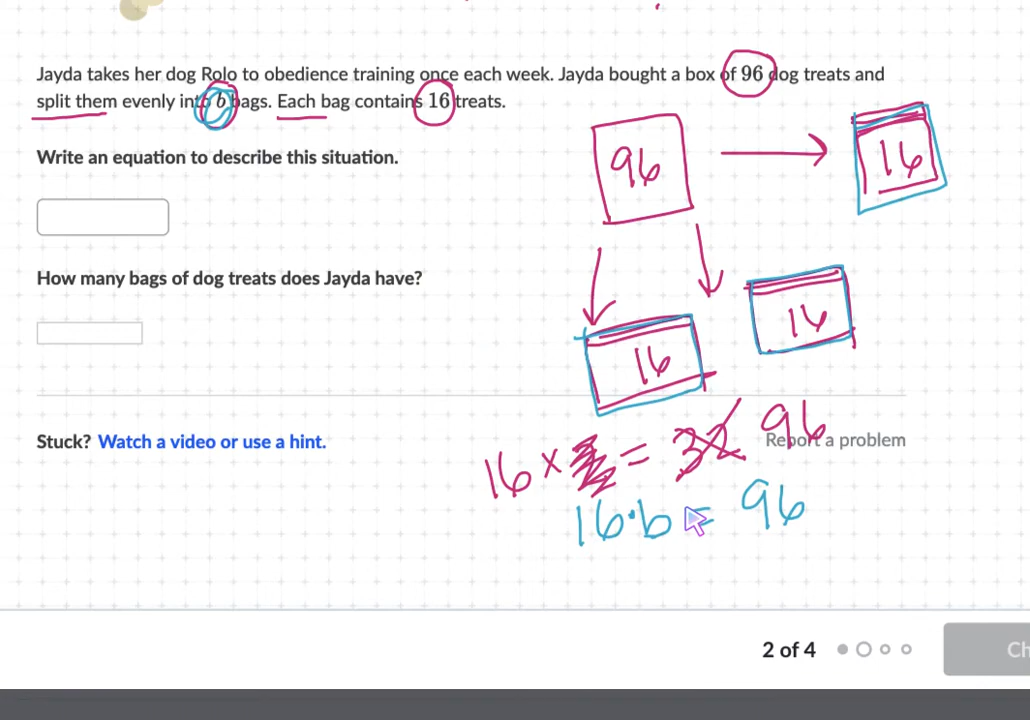 Jayda takes her dog Rolo to obedience training once each week. Jayda bought a box of 96 dog treats and
split them evenly into b bags. Each bag contains 16 treats.
Write an equation to describe this situation.
96
16
How many bags of dog treats does Jayda have?
16
16
Stuck? Watch a video or use a hint.
Report a problem
16 × = 32 96
16·b = 96
2 of 4
Ch